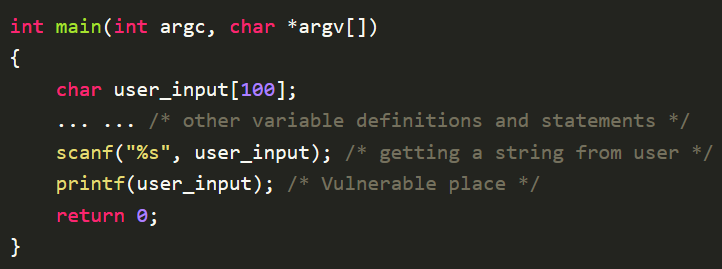 int main(int argc, char *argv[])
{
    char user_input[100];
    ... ... /* other variable definitions and statements */
    scanf("%s", user_input); /* getting a string from user */
    printf(user_input); /* Vulnerable place */
    return 0;
}